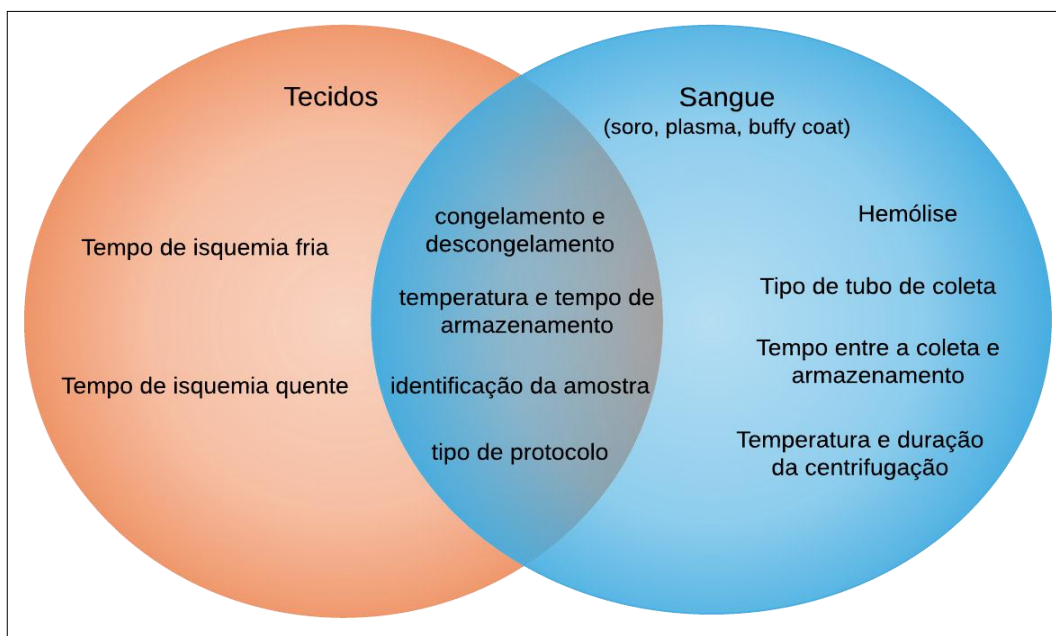 Tecidos
Tempo de isquemia fria
Tempo de isquemia quente
congelamento e
descongelamento
temperatura e tempo de
armazenamento
identificação da amostra
tipo de protocolo
Sangue
(soro, plasma, buffy coat)
Hemólise
Tipo de tubo de coleta
Tempo entre a coleta e
armazenamento
Temperatura e duração
da centrifugação